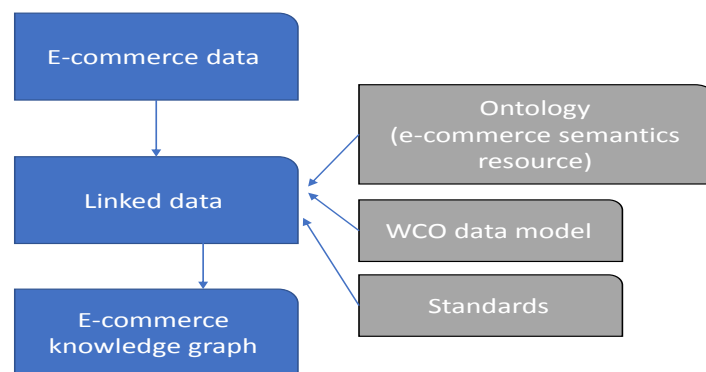 E-commerce data
Linked data
E-commerce
knowledge graph
Ontology
(e-commerce semantics
resource)
WCO data model
Standards